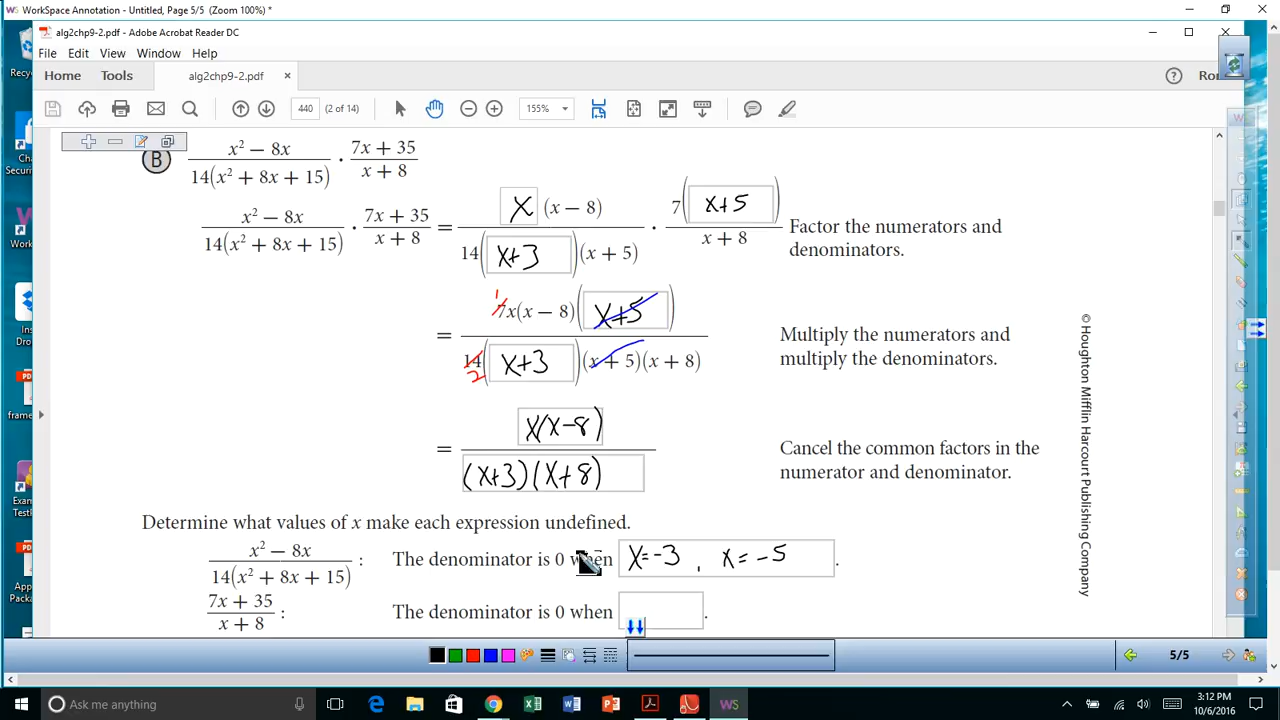 WorkSpace Annotation - Untitled, Page 5/5 (Zoom 100%) *
alg2chp9-2.pdf - Adobe Acrobat Reader DC
File Edit View Window Help
Home Tools alg2chp9-2.pdf × Ror
440 (2 of 14) 155%
B x² − 8x / 14(x² + 8x + 15) · 7x + 35 / x + 8
x² − 8x / 14(x² + 8x + 15) · 7x + 35 / x + 8 = x (x − 8) / 14(x+3)(x + 5) · 7(x+5) / x + 8 Factor the numerators and
denominators.
= 1 7x(x − 8)(x+5) / 14 2 (x+3)(x + 5)(x + 8) Multiply the numerators and
multiply the denominators.
= x(x−8) / (x+3)(x+8) Cancel the common factors in the
numerator and denominator.
© Houghton Mifflin Harcourt Publishing Company
Determine what values of x make each expression undefined.
x² − 8x / 14(x² + 8x + 15) : The denominator is 0 when x=-3 , x=-5 .
7x + 35 / x + 8 : The denominator is 0 when .
5/5
Ask me anything
WS
3:12 PM
10/6/2016